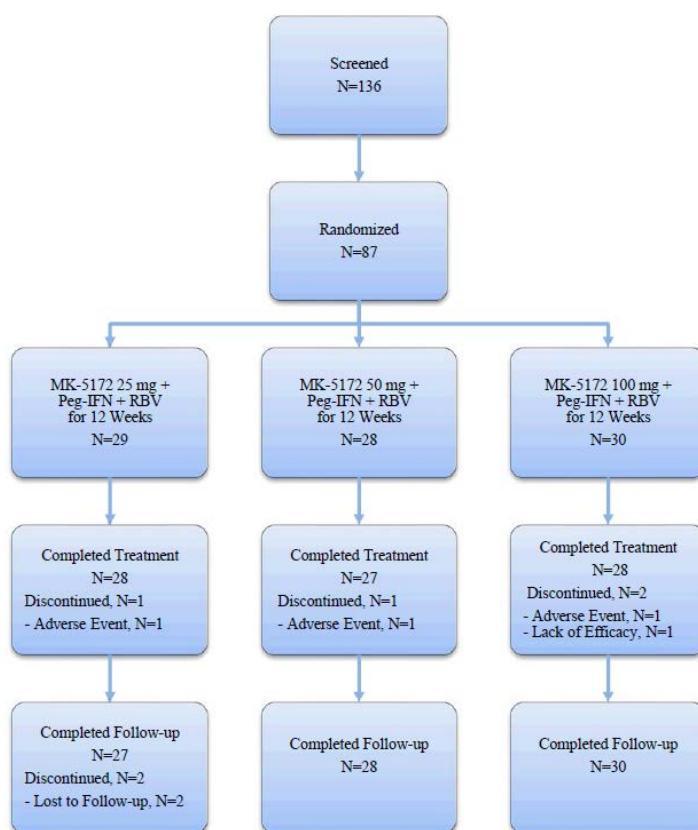 Screened
N=136
Randomized
N=87
MK-5172 25 mg +
Peg-IFN + RBV
for 12 Weeks
N=29
MK-5172 50 mg +
Peg-IFN + RBV
for 12 Weeks
N=28
MK-5172 100 mg +
Peg-IFN + RBV
for 12 Weeks
N=30
Completed Treatment
N=28
Discontinued, N=1
- Adverse Event, N=1
Completed Treatment
N=27
Discontinued, N=1
- Adverse Event, N=1
Completed Treatment
N=28
Discontinued, N=2
- Adverse Event, N=1
- Lack of Efficacy, N=1
Completed Follow-up
N=27
Discontinued, N=2
- Lost to Follow-up, N=2
Completed Follow-up
N=28
Completed Follow-up
N=30